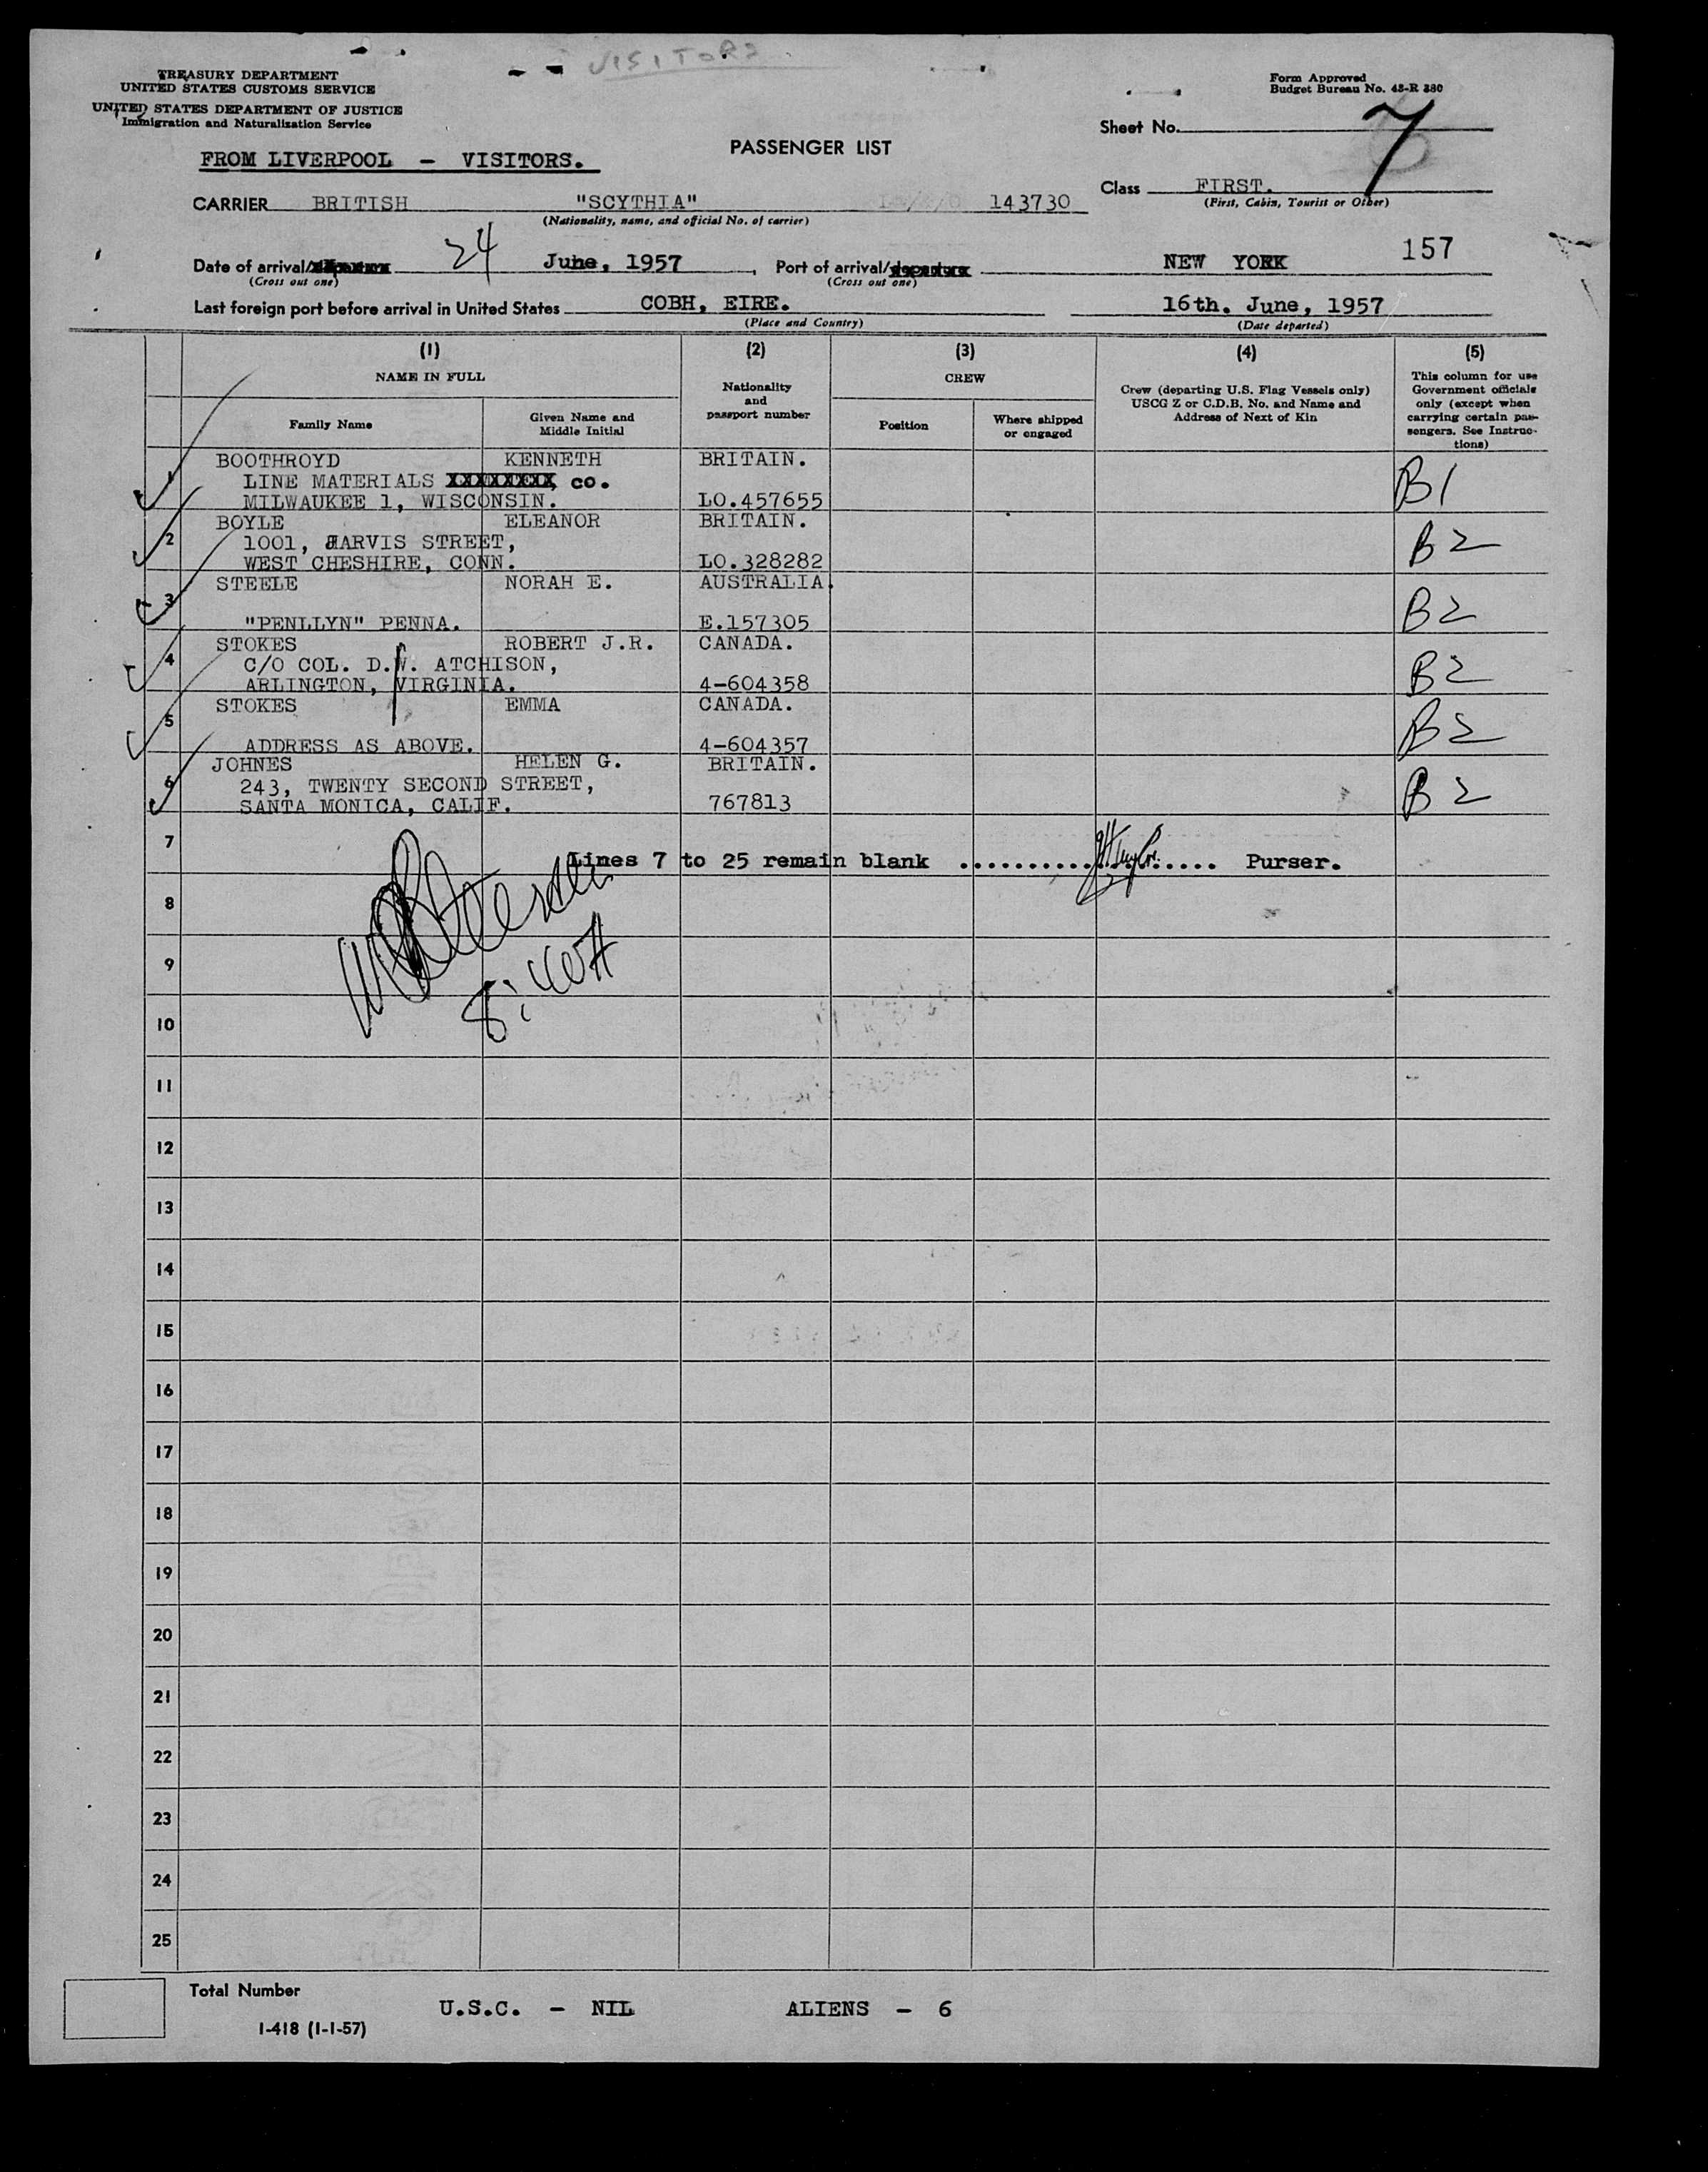 VISITORS
TREASURY DEPARTMENT
UNITED STATES CUSTOMS SERVICE
UNITED STATES DEPARTMENT OF JUSTICE
Immigration and Naturalization Service
Form Approved
Budget Bureau No. 43-R 380
Sheet No. 7
PASSENGER LIST
FROM LIVERPOOL - VISITORS.
Class FIRST.
(First, Cabin, Tourist or Other)
CARRIER BRITISH "SCYTHIA" 143730
(Nationality, name, and official No. of carrier)
157
Date of arrival/departure 24 June, 1957, Port of arrival/departure NEW YORK
(Cross out one) (Cross out one)
Last foreign port before arrival in United States COBH, EIRE. 16th. June, 1957
(Place and Country) (Date departed)
(1) (2) (3) (4) (5)
NAME IN FULL
Family Name
Given Name and Middle Initial
Nationality and passport number
CREW
Position
Where shipped or engaged
Crew (departing U.S. Flag Vessels only)
USCG Z or C.D.B. No. and Name and
Address of Next of Kin
This column for use
Government officials
only (except when
carrying certain pas-
sengers. See Instruc-
tions)
1 BOOTHROYD KENNETH BRITAIN. B1
LINE MATERIALS XXXXXXXX co.
MILWAUKEE 1, WISCONSIN. LO.457655
2 BOYLE ELEANOR BRITAIN. B2
1001, JARVIS STREET,
WEST CHESHIRE, CONN. LO.328282
3 STEELE NORAH E. AUSTRALIA. B2
"PENLLYN" PENNA. E.157305
4 STOKES ROBERT J.R. CANADA. B2
C/O COL. D.W. ATCHISON,
ARLINGTON, VIRGINIA. 4-604358
5 STOKES EMMA CANADA. B2
ADDRESS AS ABOVE. 4-604357
6 JOHNES HELEN G. BRITAIN. B2
243, TWENTY SECOND STREET,
SANTA MONICA, CALIF. 767813
7
Lines 7 to 25 remain blank .................... Purser.
8
9
10
11
12
13
14
15
16
17
18
19
20
21
22
23
24
25
Total Number
U.S.C. - NIL ALIENS - 6
I-418 (1-1-57)